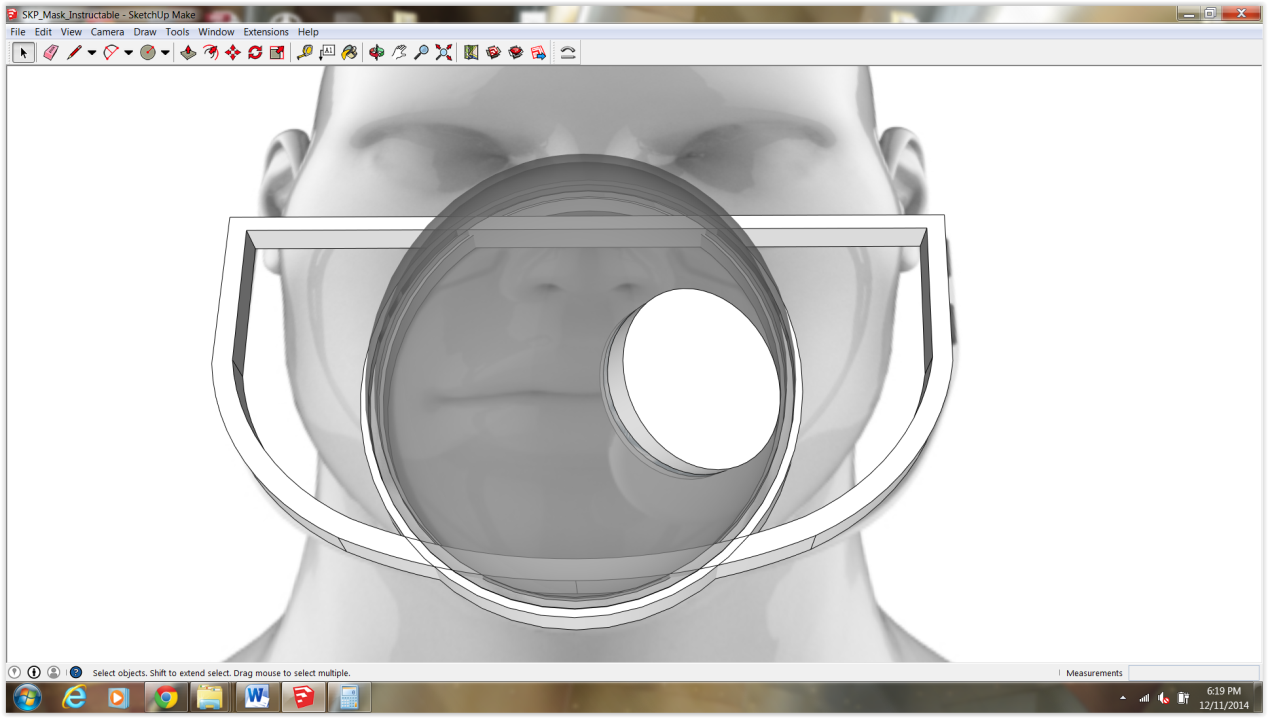 SKP_Mask_Instructable - SketchUp Make
File Edit View Camera Draw Tools Window Extensions Help
A1
Select objects. Shift to extend select. Drag mouse to select multiple.
Measurements
6:19 PM
12/11/2014